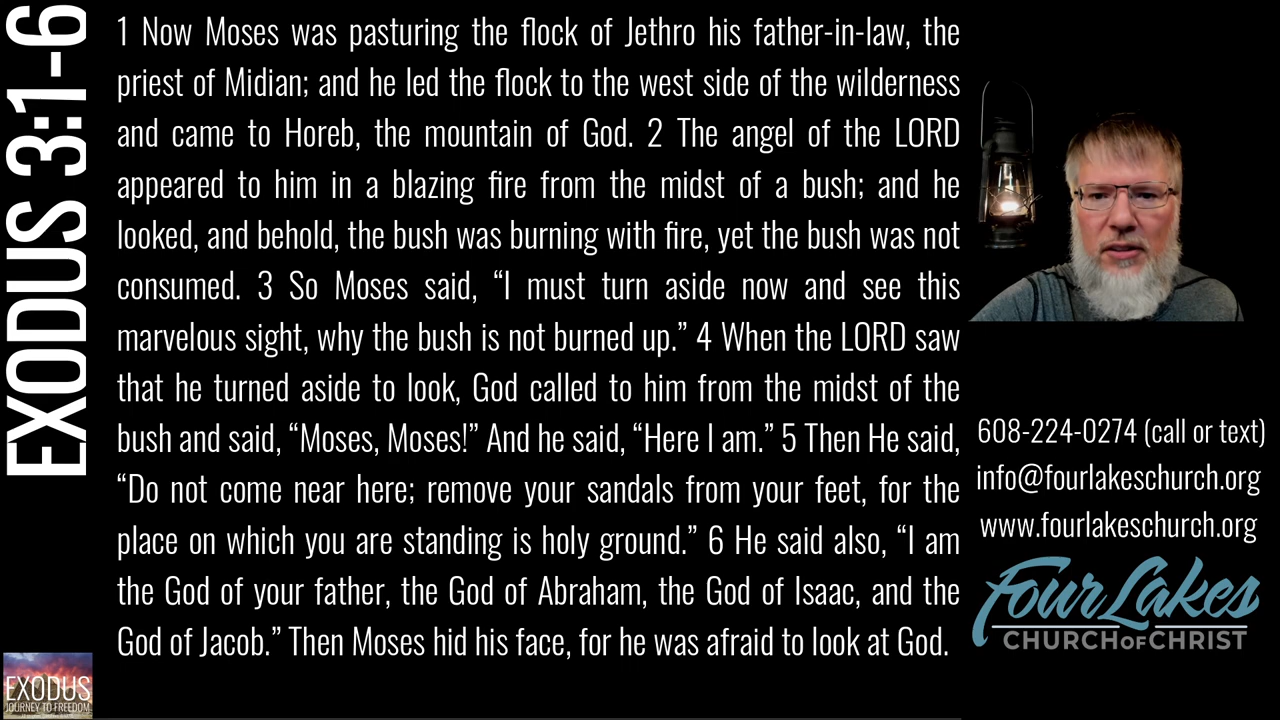 EXODUS 3:1-6
1 Now Moses was pasturing the flock of Jethro his father-in-law, the
priest of Midian; and he led the flock to the west side of the wilderness
and came to Horeb, the mountain of God. 2 The angel of the LORD
appeared to him in a blazing fire from the midst of a bush; and he
looked, and behold, the bush was burning with fire, yet the bush was not
consumed. 3 So Moses said, “I must turn aside now and see this
marvelous sight, why the bush is not burned up.” 4 When the LORD saw
that he turned aside to look, God called to him from the midst of the
bush and said, “Moses, Moses!” And he said, “Here I am.” 5 Then He said,
“Do not come near here; remove your sandals from your feet, for the
place on which you are standing is holy ground.” 6 He said also, “I am
the God of your father, the God of Abraham, the God of Isaac, and the
God of Jacob.” Then Moses hid his face, for he was afraid to look at God.
608-224-0274 (call or text)
info@fourlakeschurch.org
www.fourlakeschurch.org
Four Lakes
CHURCH OF CHRIST
EXODUS
JOURNEY TO FREEDOM